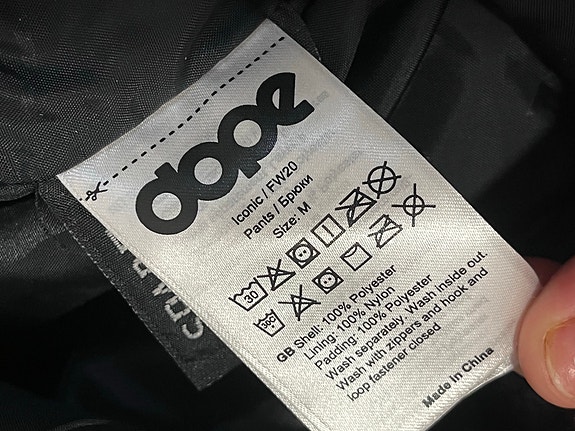 dope
Iconic / FW20
Pants / Брюки
Size: M
30
30C
GB Shell: 100% Polyester
Lining: 100% Nylon
Padding: 100% Polyester
Wash separately. Wash inside out.
Wash with zippers and hook and
loop fastener closed
Made in China